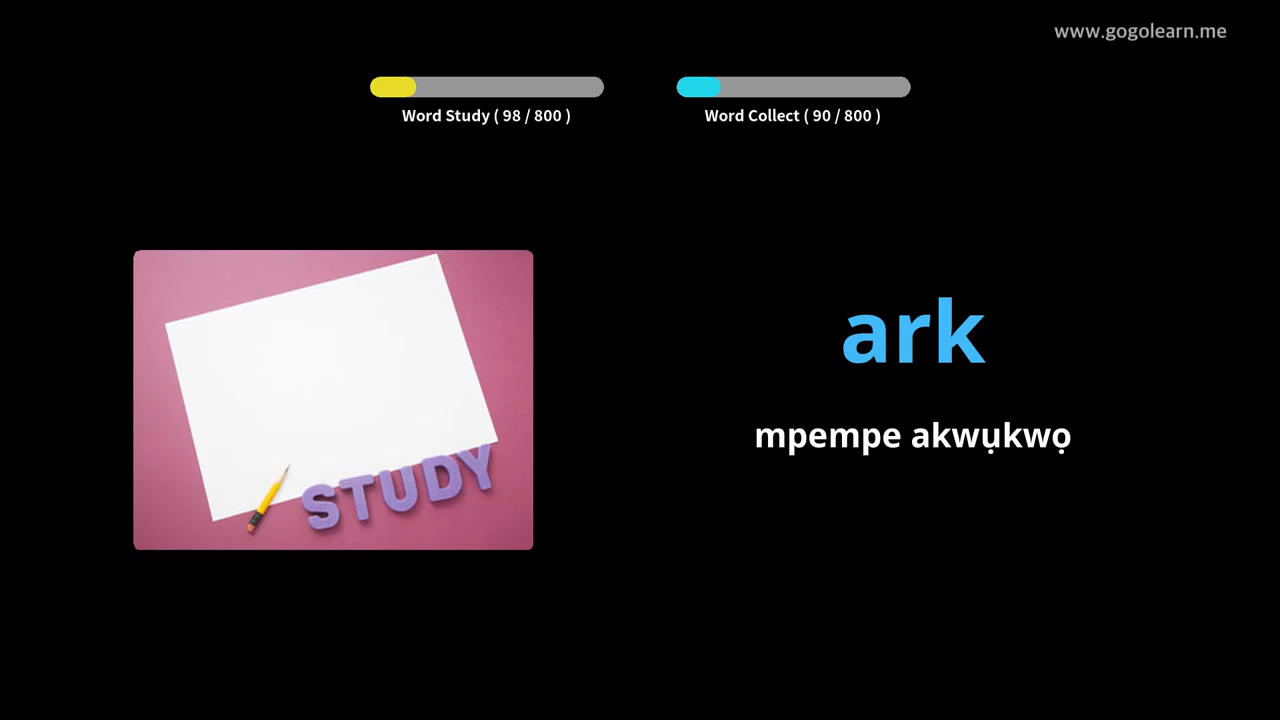 www.gogolearn.me
Word Study ( 98 / 800 )
Word Collect ( 90 / 800 )
ark
mpempe akwụkwọ
STUDY